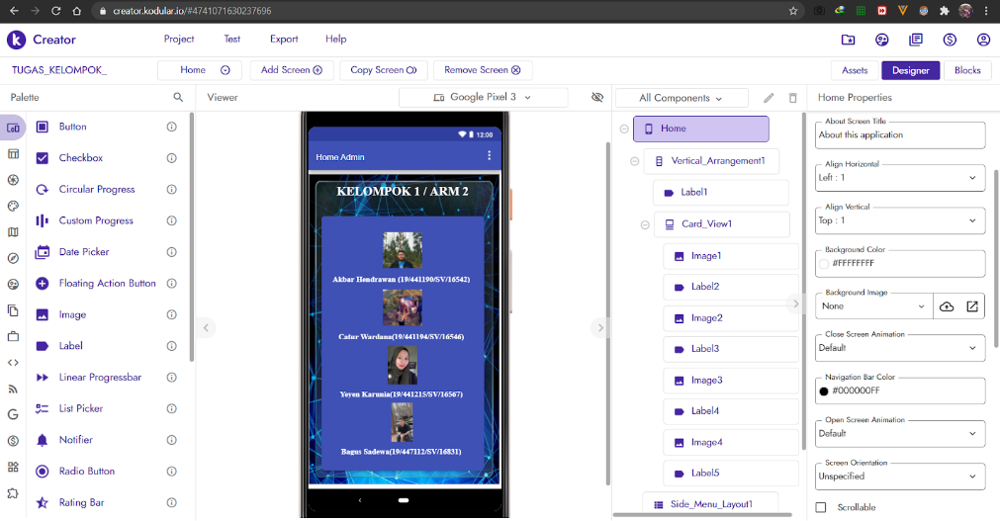 creator.kodular.io/#4741071630237696
Creator
Project
Test
Export
Help
TUGAS_KELOMPOK_
Home
Add Screen
Copy Screen
Remove Screen
Assets
Designer
Blocks
Palette
Viewer
Google Pixel 3
All Components
Home Properties
Button
Checkbox
Circular Progress
Custom Progress
Date Picker
Floating Action Button
Image
Label
Linear Progressbar
List Picker
Notifier
Radio Button
Rating Bar
12:00
Home Admin
KELOMPOK 1 / ARM 2
Akbar Hendrawan (19/441190/SV/16542)
Catur Wardana(19/441194/SV/16546)
Yeyen Karunia(19/441215/SV/16567)
Bagus Sadewa(19/447112/SV/16831)
Home
Vertical_Arrangement1
Label1
Card_View1
Image1
Label2
Image2
Label3
Image3
Label4
Image4
Label5
Side_Menu_Layout1
About Screen Title
About this application
Align Horizontal
Left : 1
Align Vertical
Top : 1
Background Color
#FFFFFFFF
Background Image
None
Close Screen Animation
Default
Navigation Bar Color
#000000FF
Open Screen Animation
Default
Screen Orientation
Unspecified
Scrollable